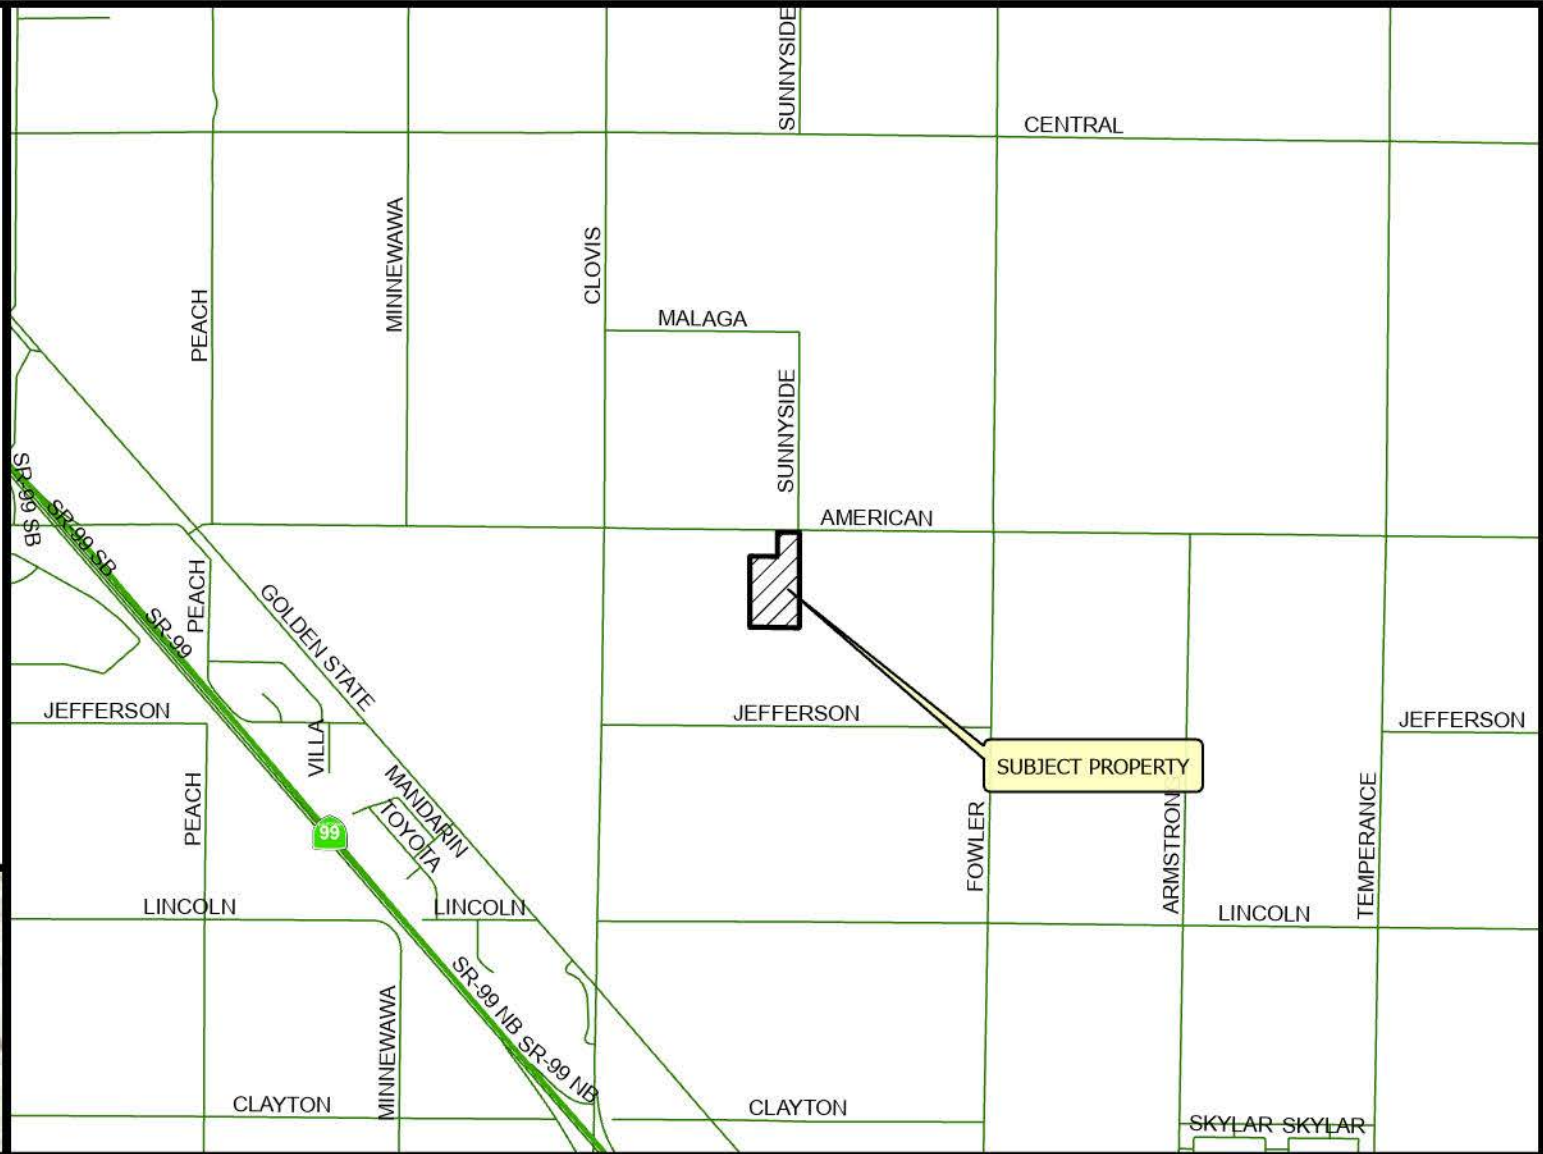 SUNNYSIDE
CENTRAL
MINNEWAWA
CLOVIS
PEACH
MALAGA
SUNNYSIDE
AMERICAN
SR-99 SB
SR-99 SB
PEACH
SR-99
GOLDEN STATE
JEFFERSON
JEFFERSON
JEFFERSON
VILLA
SUBJECT PROPERTY
PEACH
MANDARIN
TOYOTA
99
FOWLER
ARMSTRONG
TEMPERANCE
LINCOLN
LINCOLN
LINCOLN
SR-99 NB
SR-99 NB
MINNEWAWA
CLAYTON
CLAYTON
SKYLAR
SKYLAR